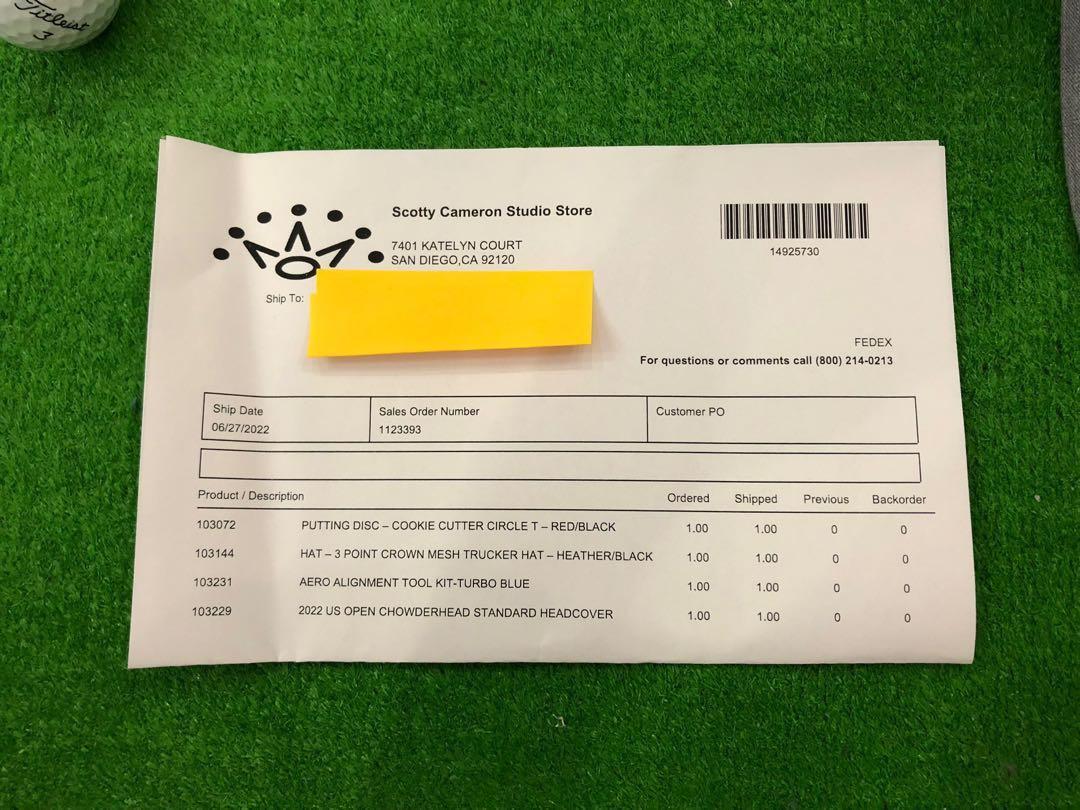 Titleist
3
Scotty Cameron Studio Store
7401 KATELYN COURT
SAN DIEGO,CA 92120
14925730
Ship To:
FEDEX
For questions or comments call (800) 214-0213
Ship Date
06/27/2022
Sales Order Number
1123393
Customer PO
Product / Description Ordered Shipped Previous Backorder
103072 PUTTING DISC – COOKIE CUTTER CIRCLE T – RED/BLACK 1.00 1.00 0 0
103144 HAT – 3 POINT CROWN MESH TRUCKER HAT – HEATHER/BLACK 1.00 1.00 0 0
103231 AERO ALIGNMENT TOOL KIT-TURBO BLUE 1.00 1.00 0 0
103229 2022 US OPEN CHOWDERHEAD STANDARD HEADCOVER 1.00 1.00 0 0